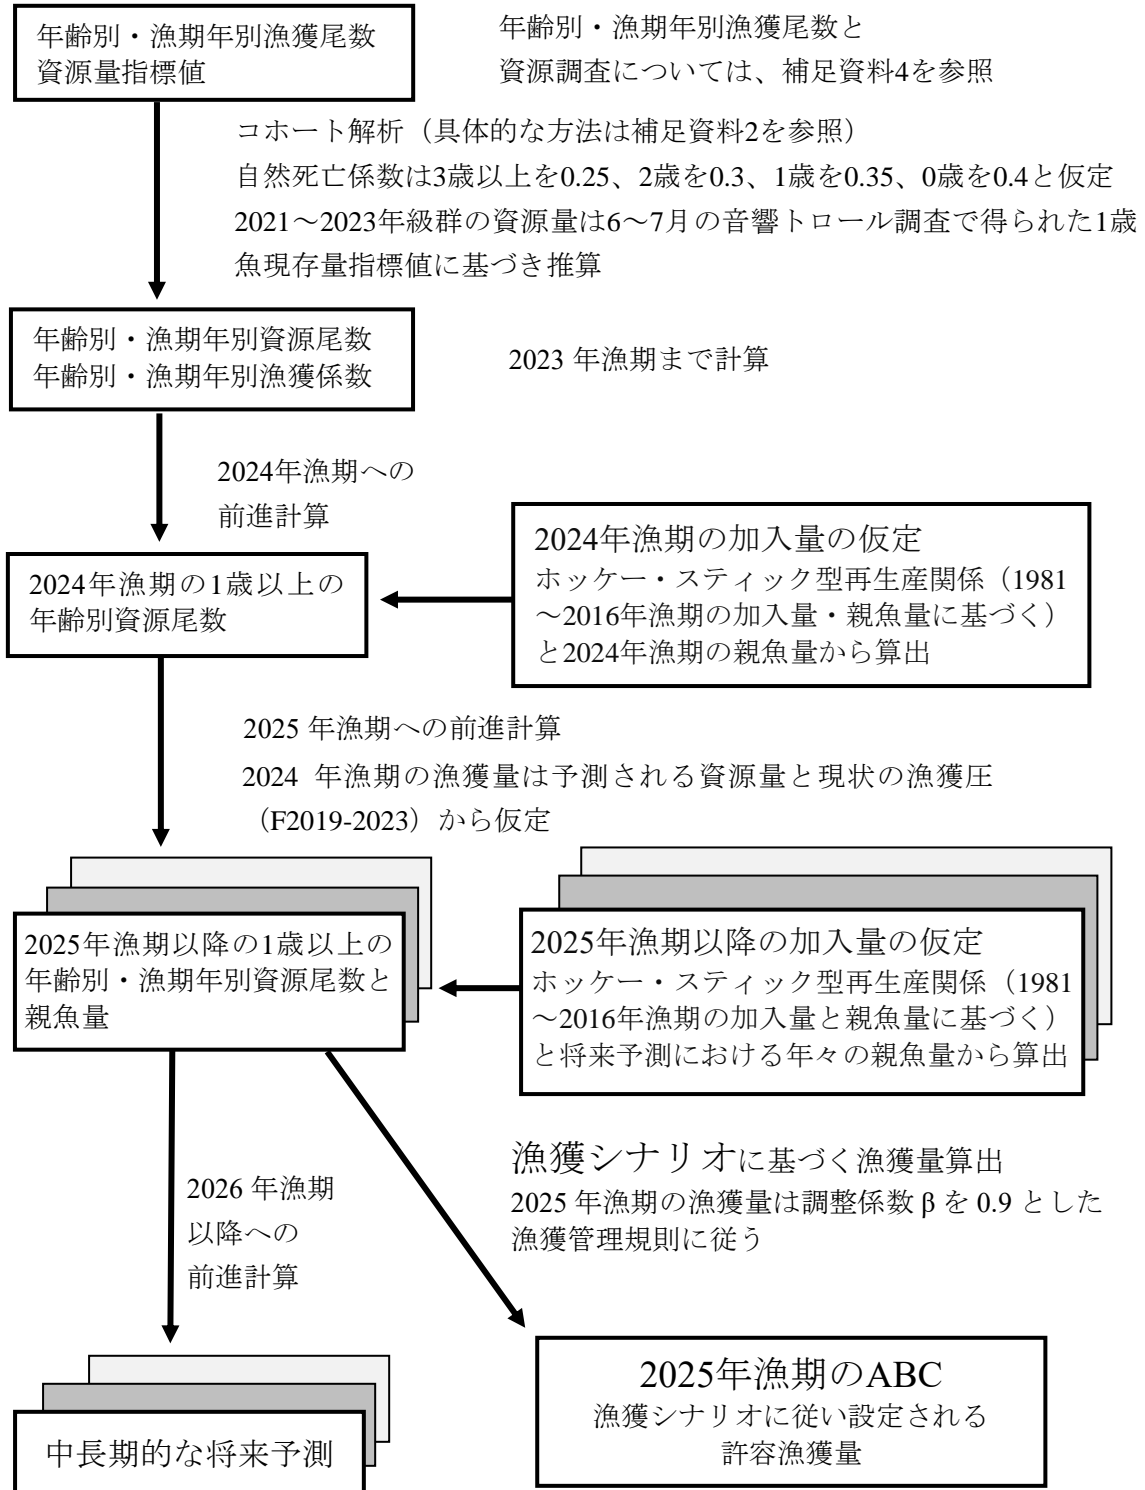 年齢別・漁期年別漁獲尾数
資源量指標値
年齢別・漁期年別漁獲尾数と
資源調査については、補足資料4を参照
コホート解析（具体的な方法は補足資料2を参照）
自然死亡係数は3歳以上を0.25、2歳を0.3、1歳を0.35、0歳を0.4と仮定
2021～2023年級群の資源量は6～7月の音響トロール調査で得られた1歳
魚現存量指標値に基づき推算
年齢別・漁期年別資源尾数
年齢別・漁期年別漁獲係数
2023 年漁期まで計算
2024年漁期への
前進計算
2024年漁期の加入量の仮定
ホッケー・スティック型再生産関係（1981
～2016年漁期の加入量・親魚量に基づく）
と2024年漁期の親魚量から算出
2024年漁期の1歳以上の
年齢別資源尾数
2025 年漁期への前進計算
2024 年漁期の漁獲量は予測される資源量と現状の漁獲圧
（F2019-2023）から仮定
2025年漁期以降の1歳以上の
年齢別・漁期年別資源尾数と
親魚量
2025年漁期以降の加入量の仮定
ホッケー・スティック型再生産関係（1981
～2016年漁期の加入量と親魚量に基づく）
と将来予測における年々の親魚量から算出
漁獲シナリオに基づく漁獲量算出
2025 年漁期の漁獲量は調整係数 β を 0.9 とした
漁獲管理規則に従う
2026 年漁期
以降への
前進計算
2025年漁期のABC
漁獲シナリオに従い設定される
許容漁獲量
中長期的な将来予測